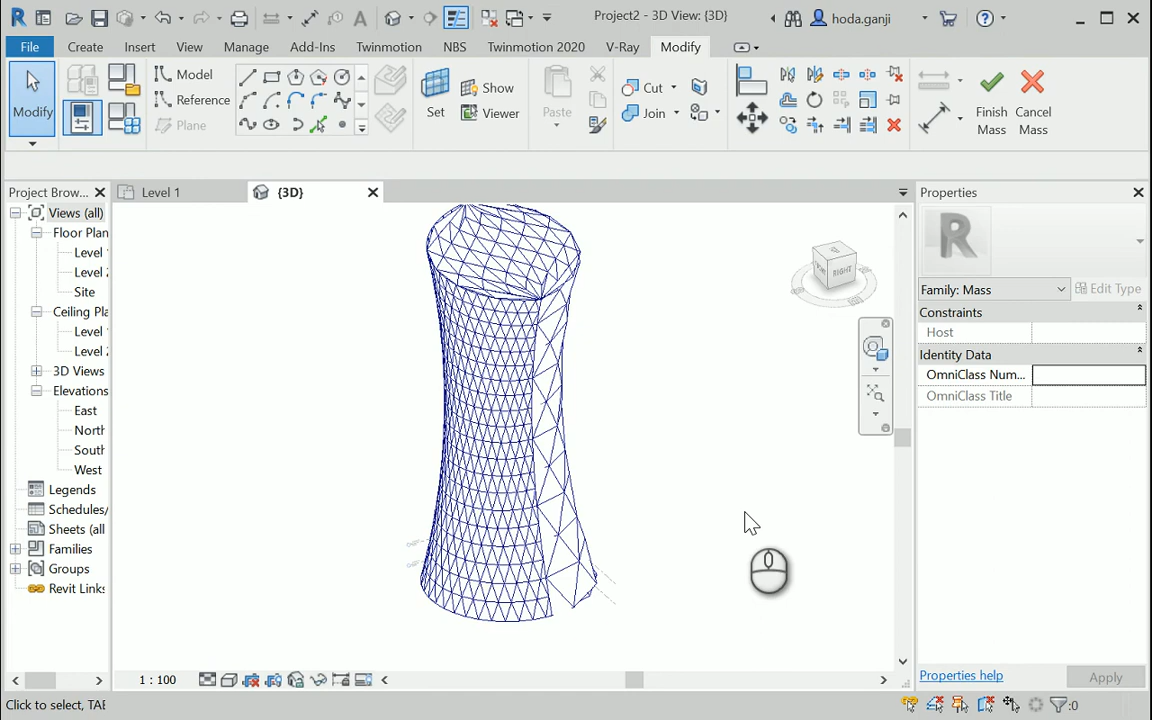 Project2 - 3D View: {3D}
hoda.ganji
File Create Insert View Manage Add-Ins Twinmotion NBS Twinmotion 2020 V-Ray Modify
Modify
Model
Reference
Plane
Set
Show
Viewer
Paste
Cut
Join
Finish Mass
Cancel Mass
Project Brow...
Level 1
{3D}
Properties
Views (all)
Floor Plan
Level
Level
Site
Ceiling Pla
Level
Level
3D Views
Elevations
East
North
South
West
Legends
Schedules/
Sheets (all
Families
Groups
Revit Links
RIGHT
Family: Mass
Edit Type
Constraints
Host
Identity Data
OmniClass Num...
OmniClass Title
Properties help
Apply
1 : 100
Click to select, TAE
:0